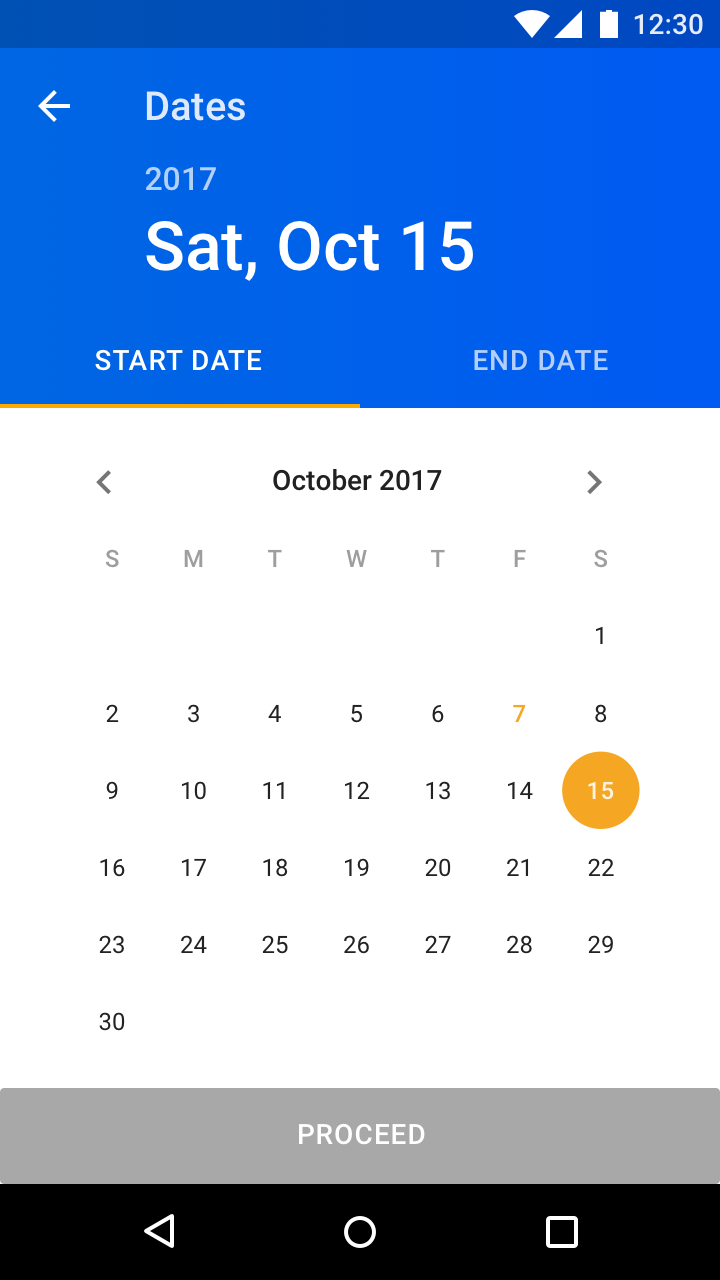 12:30
Dates
2017
Sat, Oct 15
START DATE END DATE
October 2017
S M T W T F S
1
2 3 4 5 6 7 8
9 10 11 12 13 14 15
16 17 18 19 20 21 22
23 24 25 26 27 28 29
30
PROCEED